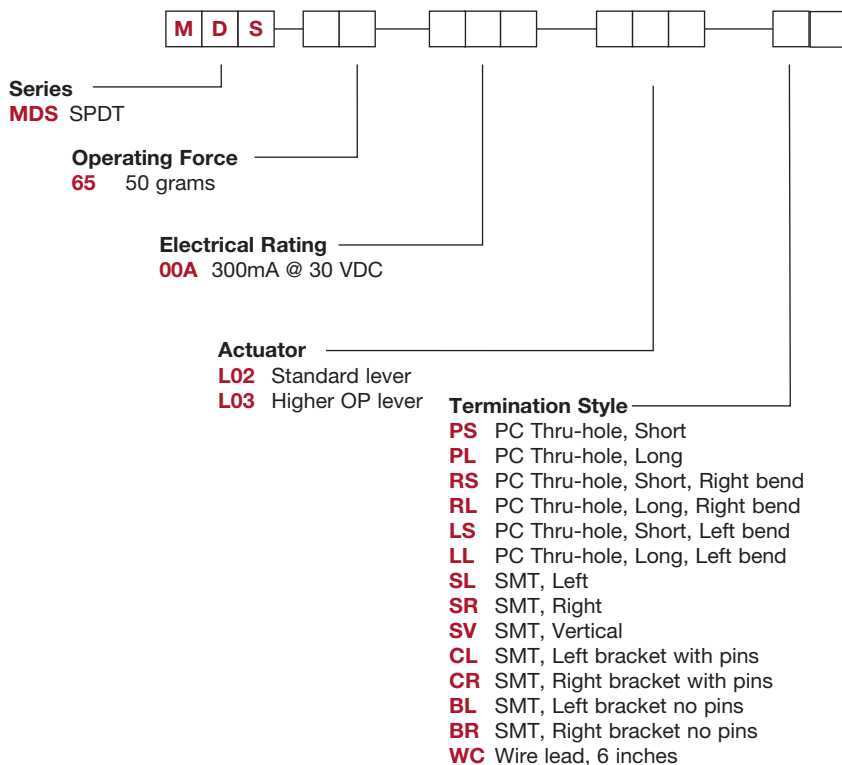 M D S
Series
MDS SPDT
Operating Force
65 50 grams
Electrical Rating
00A 300mA @ 30 VDC
Actuator
L02 Standard lever
L03 Higher OP lever
Termination Style
PS PC Thru-hole, Short
PL PC Thru-hole, Long
RS PC Thru-hole, Short, Right bend
RL PC Thru-hole, Long, Right bend
LS PC Thru-hole, Short, Left bend
LL PC Thru-hole, Long, Left bend
SL SMT, Left
SR SMT, Right
SV SMT, Vertical
CL SMT, Left bracket with pins
CR SMT, Right bracket with pins
BL SMT, Left bracket no pins
BR SMT, Right bracket no pins
WC Wire lead, 6 inches